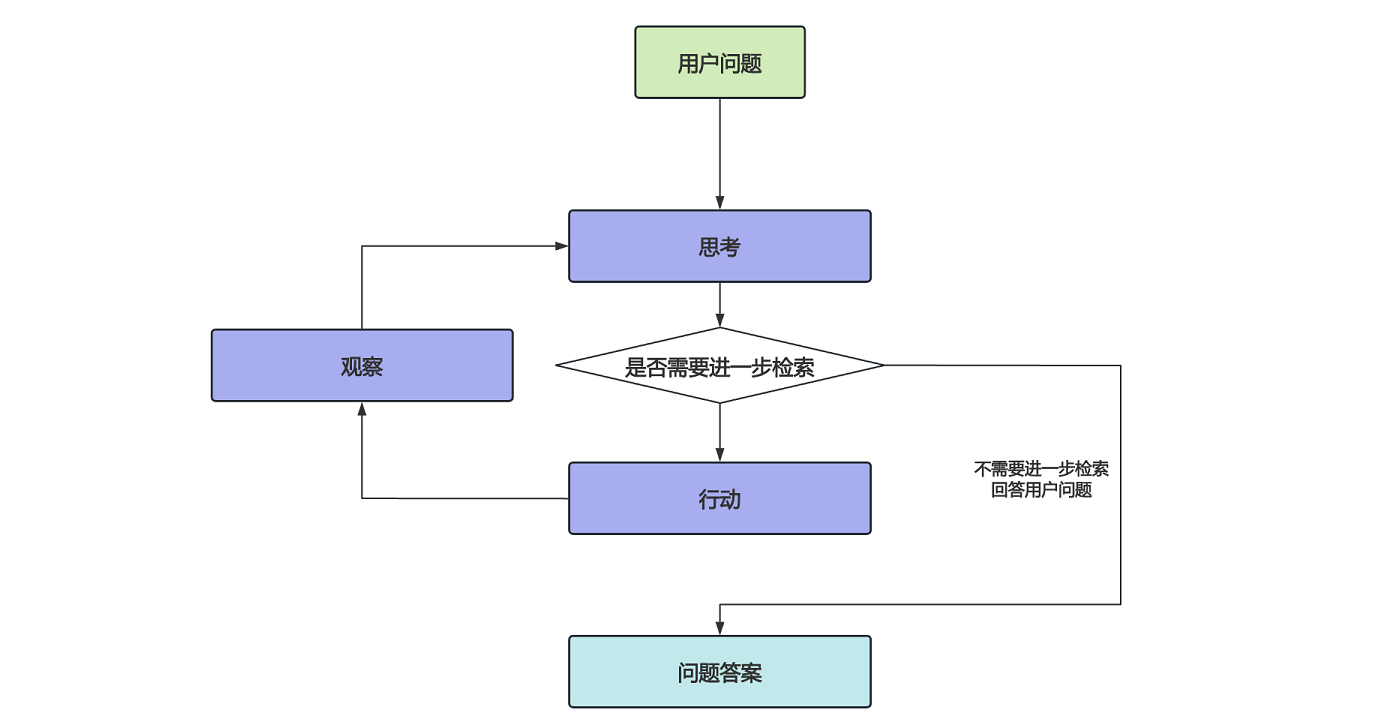 用户问题
思考
观察
是否需要进一步检索
不需要进一步检索
回答用户问题
行动
问题答案